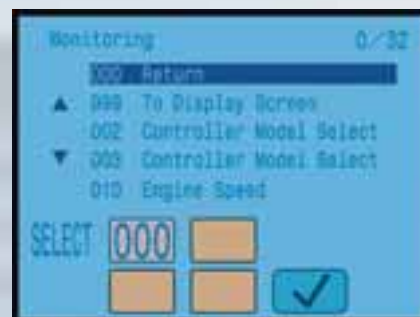 Monitoring 0/32
000 Return
999 To Display Screen
002 Controller Model Select
003 Controller Model Select
010 Engine Speed
SELECT 000